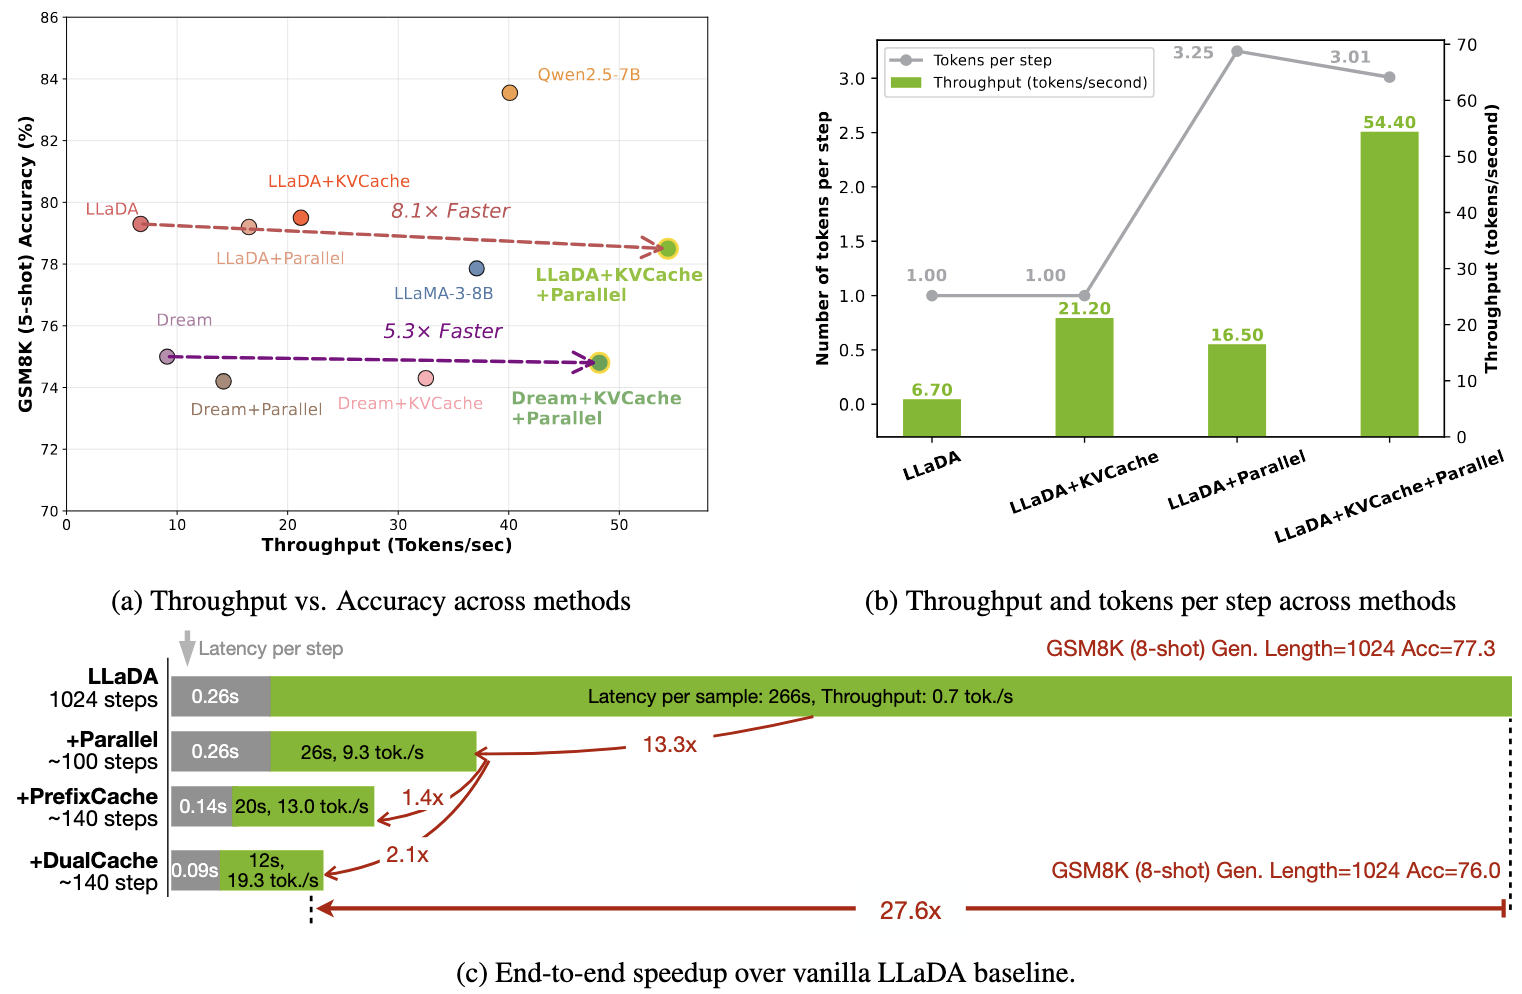 86
84
82
80
78
76
74
72
70
0
10
20
30
40
50
GSM8K (5-shot) Accuracy (%)
Throughput (Tokens/sec)
Qwen2.5-7B
LLaDA+KVCache
LLaDA
8.1× Faster
LLaDA+Parallel
LLaDA+KVCache
+Parallel
LLaMA-3-8B
Dream
5.3× Faster
Dream+Parallel
Dream+KVCache
Dream+KVCache
+Parallel
(a) Throughput vs. Accuracy across methods
Tokens per step
Throughput (tokens/second)
Number of tokens per step
3.0
2.5
2.0
1.5
1.0
0.5
0.0
Throughput (tokens/second)
70
60
50
40
30
20
10
0
1.00
1.00
3.25
3.01
6.70
21.20
16.50
54.40
LLaDA
LLaDA+KVCache
LLaDA+Parallel
LLaDA+KVCache+Parallel
(b) Throughput and tokens per step across methods
Latency per step
GSM8K (8-shot) Gen. Length=1024 Acc=77.3
LLaDA
1024 steps
0.26s
Latency per sample: 266s, Throughput: 0.7 tok./s
+Parallel
~100 steps
0.26s
26s, 9.3 tok./s
13.3x
+PrefixCache
~140 steps
0.14s
20s, 13.0 tok./s
1.4x
+DualCache
~140 step
0.09s
12s,
19.3 tok./s
2.1x
GSM8K (8-shot) Gen. Length=1024 Acc=76.0
27.6x
(c) End-to-end speedup over vanilla LLaDA baseline.